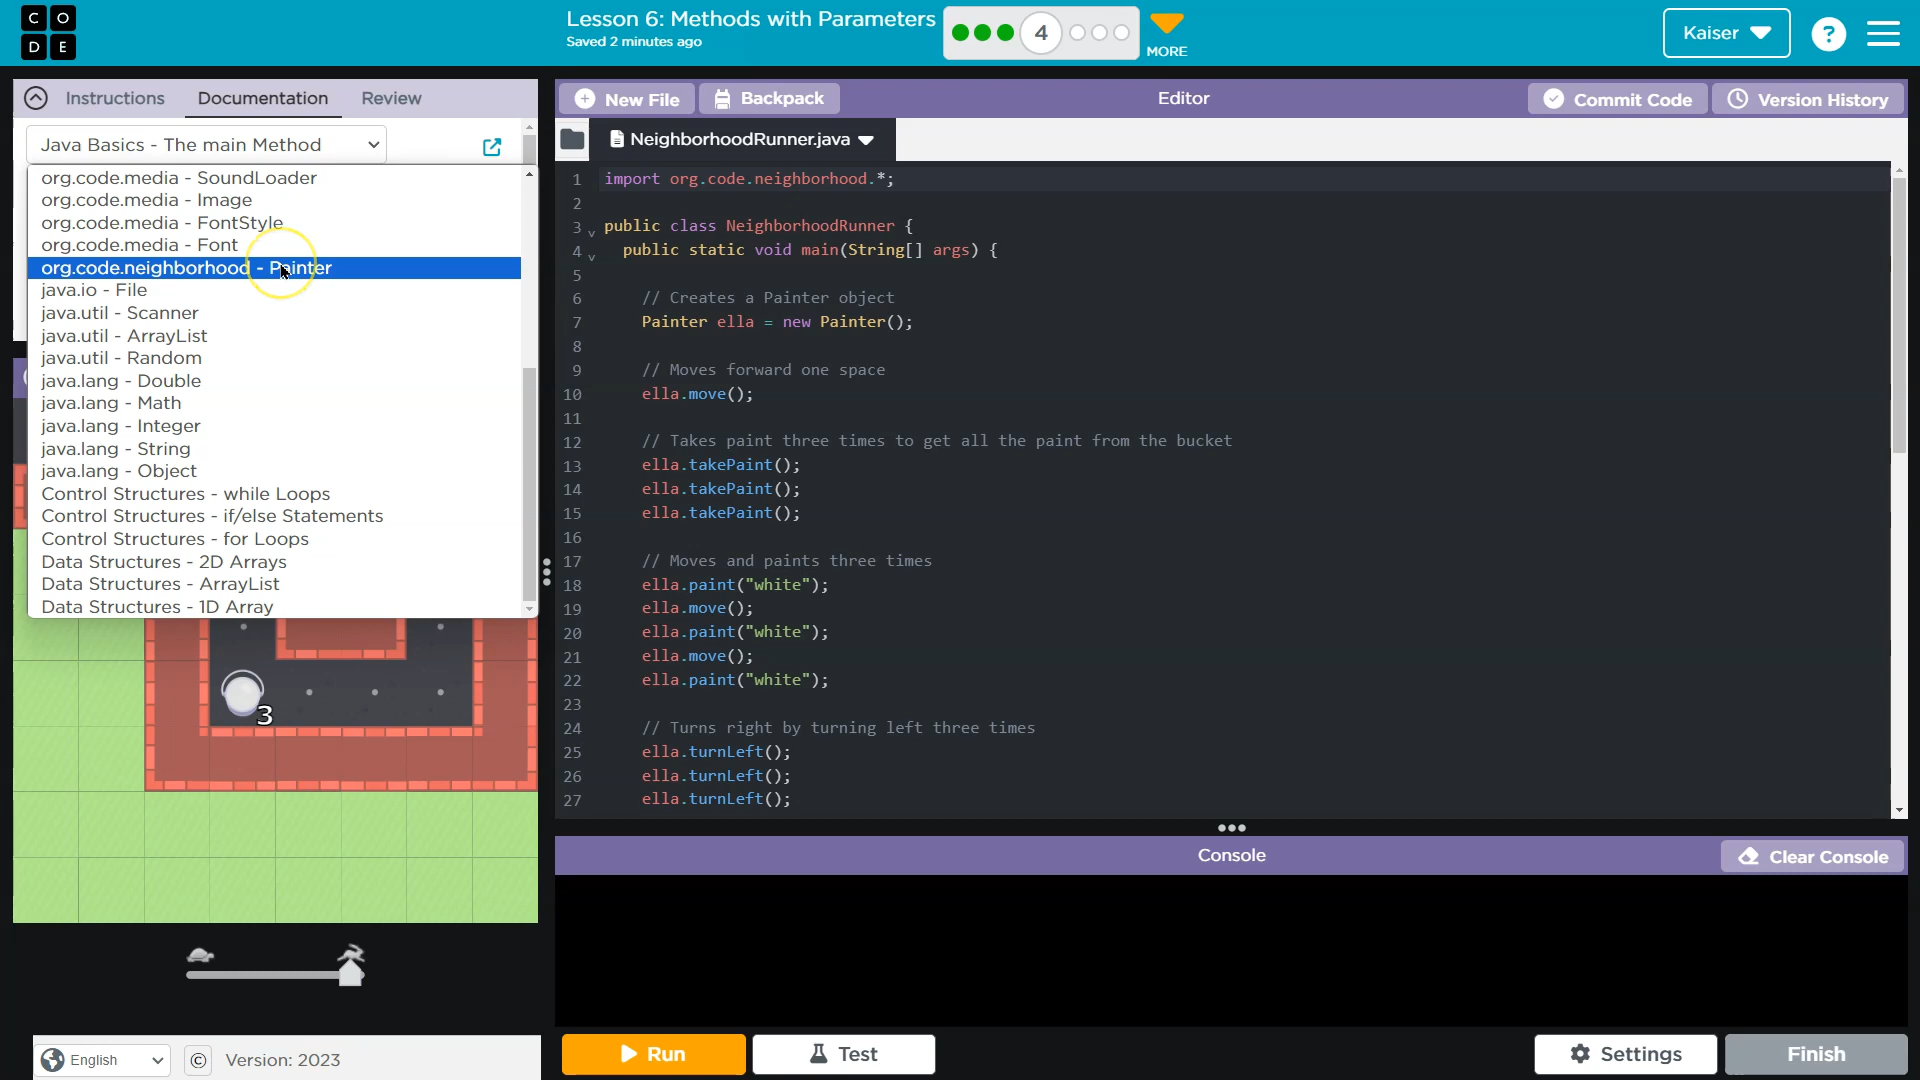 C O
D E
Lesson 6: Methods with Parameters
Saved 2 minutes ago
4
MORE
Kaiser
?
Instructions
Documentation
Review
New File
Backpack
Editor
Commit Code
Version History
Java Basics - The main Method
NeighborhoodRunner.java
org.code.media - SoundLoader
org.code.media - Image
org.code.media - FontStyle
org.code.media - Font
org.code.neighborhood - Painter
java.io - File
java.util - Scanner
java.util - ArrayList
java.util - Random
java.lang - Double
java.lang - Math
java.lang - Integer
java.lang - String
java.lang - Object
Control Structures - while Loops
Control Structures - if/else Statements
Control Structures - for Loops
Data Structures - 2D Arrays
Data Structures - ArrayList
Data Structures - 1D Array
3
1 import org.code.neighborhood.*;
2
3 public class NeighborhoodRunner {
4 public static void main(String[] args) {
5
6 // Creates a Painter object
7 Painter ella = new Painter();
8
9 // Moves forward one space
10 ella.move();
11
12 // Takes paint three times to get all the paint from the bucket
13 ella.takePaint();
14 ella.takePaint();
15 ella.takePaint();
16
17 // Moves and paints three times
18 ella.paint("white");
19 ella.move();
20 ella.paint("white");
21 ella.move();
22 ella.paint("white");
23
24 // Turns right by turning left three times
25 ella.turnLeft();
26 ella.turnLeft();
27 ella.turnLeft();
Console
Clear Console
English
©
Version: 2023
Run
Test
Settings
Finish